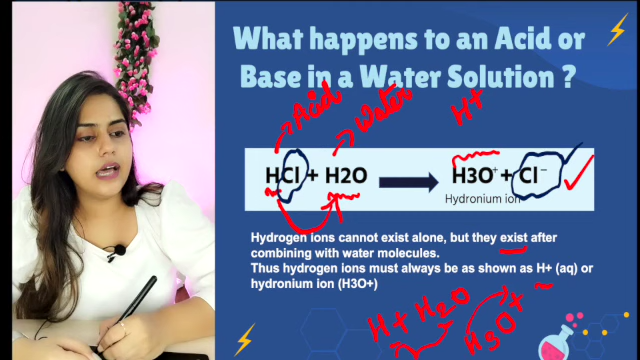 What happens to an Acid or
Base in a Water Solution ?
Acid
Water
H+
HCl + H2O
H3O+ + Cl−
Hydronium ion
Hydrogen ions cannot exist alone, but they exist after
combining with water molecules.
Thus hydrogen ions must always be as shown as H+ (aq) or
hydronium ion (H3O+)
H+ H2O
H3O+